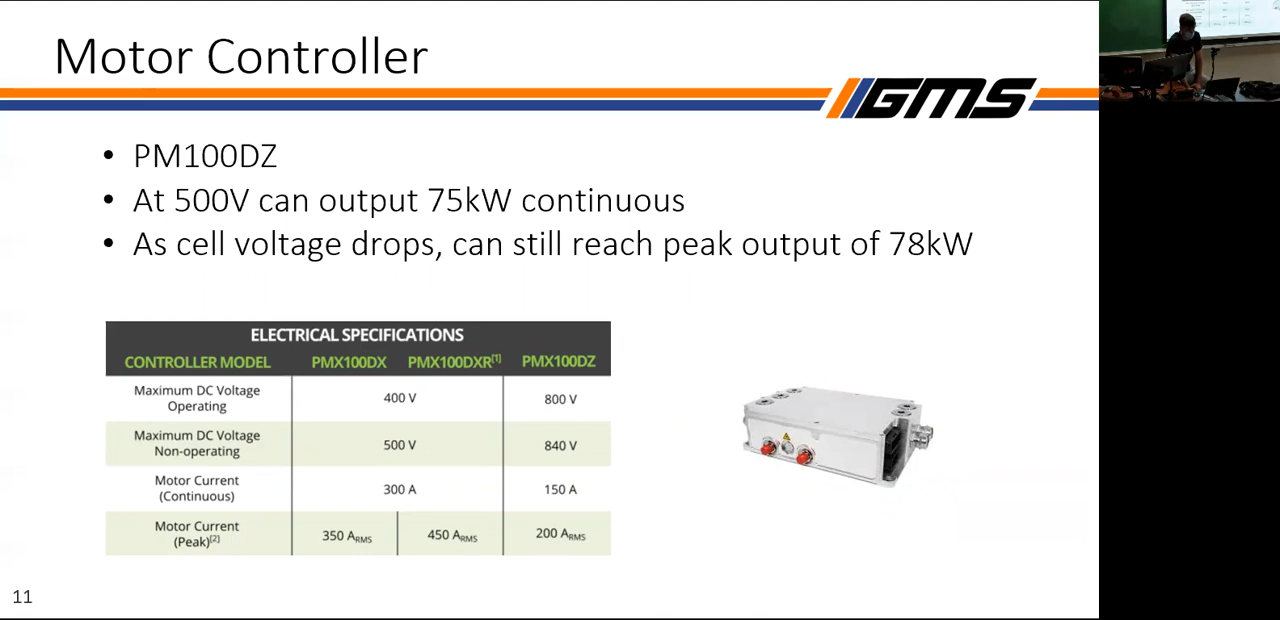 Motor Controller
GMS
• PM100DZ
• At 500V can output 75kW continuous
• As cell voltage drops, can still reach peak output of 78kW
ELECTRICAL SPECIFICATIONS
CONTROLLER MODEL PMX100DX PMX100DXR[1] PMX100DZ
Maximum DC Voltage
Operating
400 V
800 V
Maximum DC Voltage
Non-operating
500 V
840 V
Motor Current
(Continuous)
300 A
150 A
Motor Current
(Peak)[2]
350 ARMS
450 ARMS
200 ARMS
11